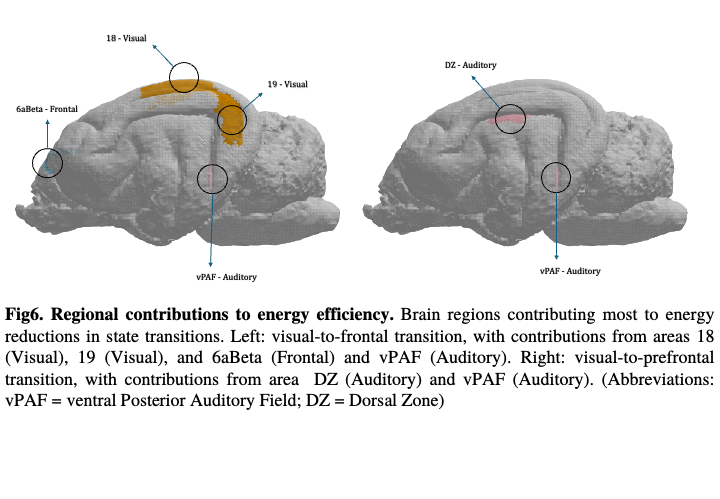 18 - Visual
19 - Visual
6aBeta - Frontal
vPAF - Auditory
DZ - Auditory
vPAF - Auditory
Fig6. Regional contributions to energy efficiency. Brain regions contributing most to energy
reductions in state transitions. Left: visual-to-frontal transition, with contributions from areas 18
(Visual), 19 (Visual), and 6aBeta (Frontal) and vPAF (Auditory). Right: visual-to-prefrontal
transition, with contributions from area DZ (Auditory) and vPAF (Auditory). (Abbreviations:
vPAF = ventral Posterior Auditory Field; DZ = Dorsal Zone)